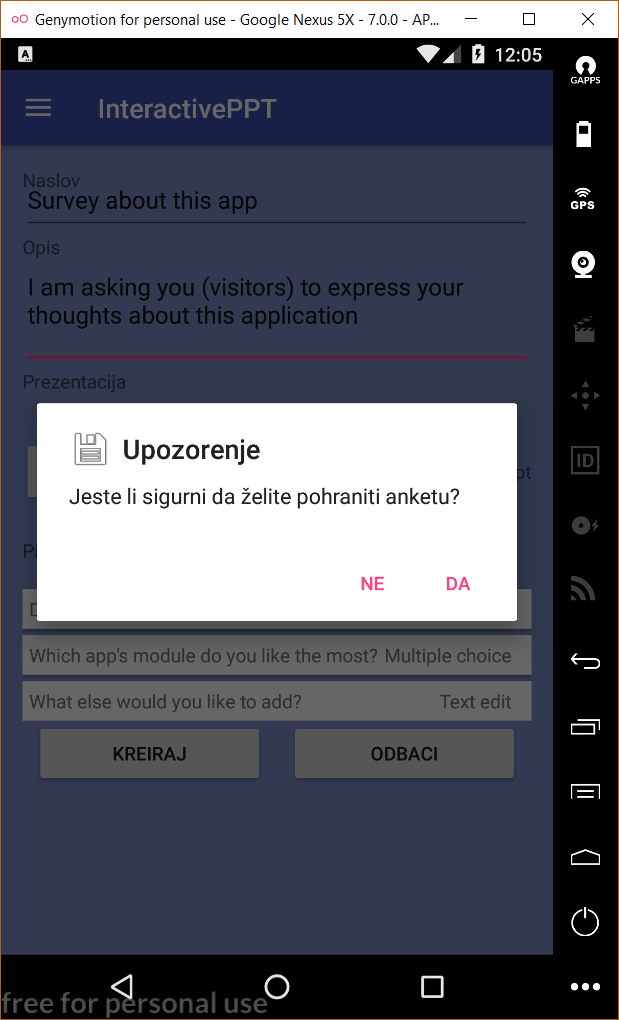 Genymotion for personal use - Google Nexus 5X - 7.0.0 - AP...
A
12:05
GAPPS
InteractivePPT
GPS
Naslov
Survey about this app
Opis
I am asking you (visitors) to express your
thoughts about this application
Prezentacija
Upozorenje
Jeste li sigurni da želite pohraniti anketu?
ID
NE DA
Which app's module do you like the most? Multiple choice
What else would you like to add? Text edit
KREIRAJ ODBACI
free for personal use